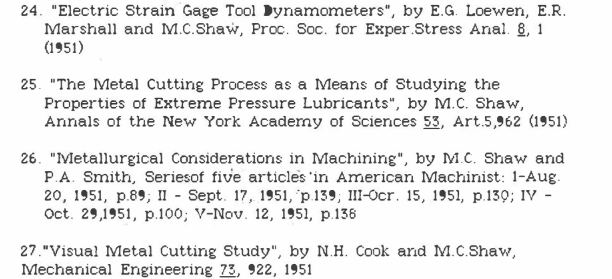 24. "Electric Strain Gage Tool Dynamometers", by E.G. Loewen, E.R.
Marshall and M.C.Shaw, Proc. Soc. for Exper.Stress Anal. 8, 1
(1951)
25. "The Metal Cutting Process as a Means of Studying the
Properties of Extreme Pressure Lubricants", by M.C. Shaw,
Annals of the New York Academy of Sciences 53, Art.5,962 (1951)
26. "Metallurgical Considerations in Machining", by M.C. Shaw and
P.A. Smith, Seriesof five articles in American Machinist: 1-Aug.
20, 1951, p.89; II - Sept. 17, 1951, p.139; III-Ocr. 15, 1951, p.130; IV -
Oct. 29,1951, p.100; V-Nov. 12, 1951, p.138
27."Visual Metal Cutting Study", by N.H. Cook and M.C.Shaw,
Mechanical Engineering 73, 922, 1951